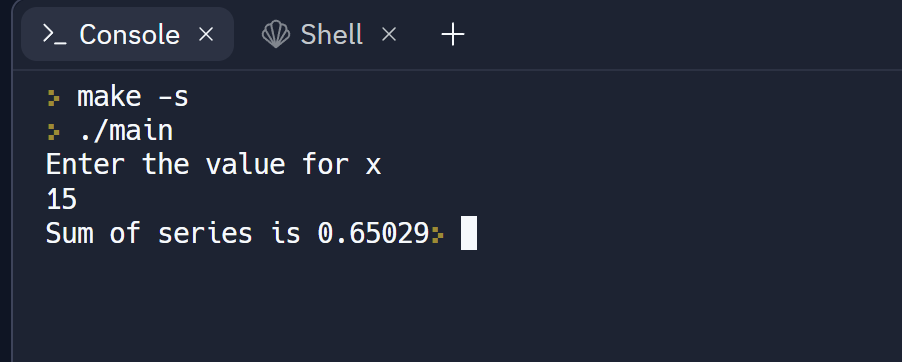 Console Shell
make -s
./main
Enter the value for x
15
Sum of series is 0.65029